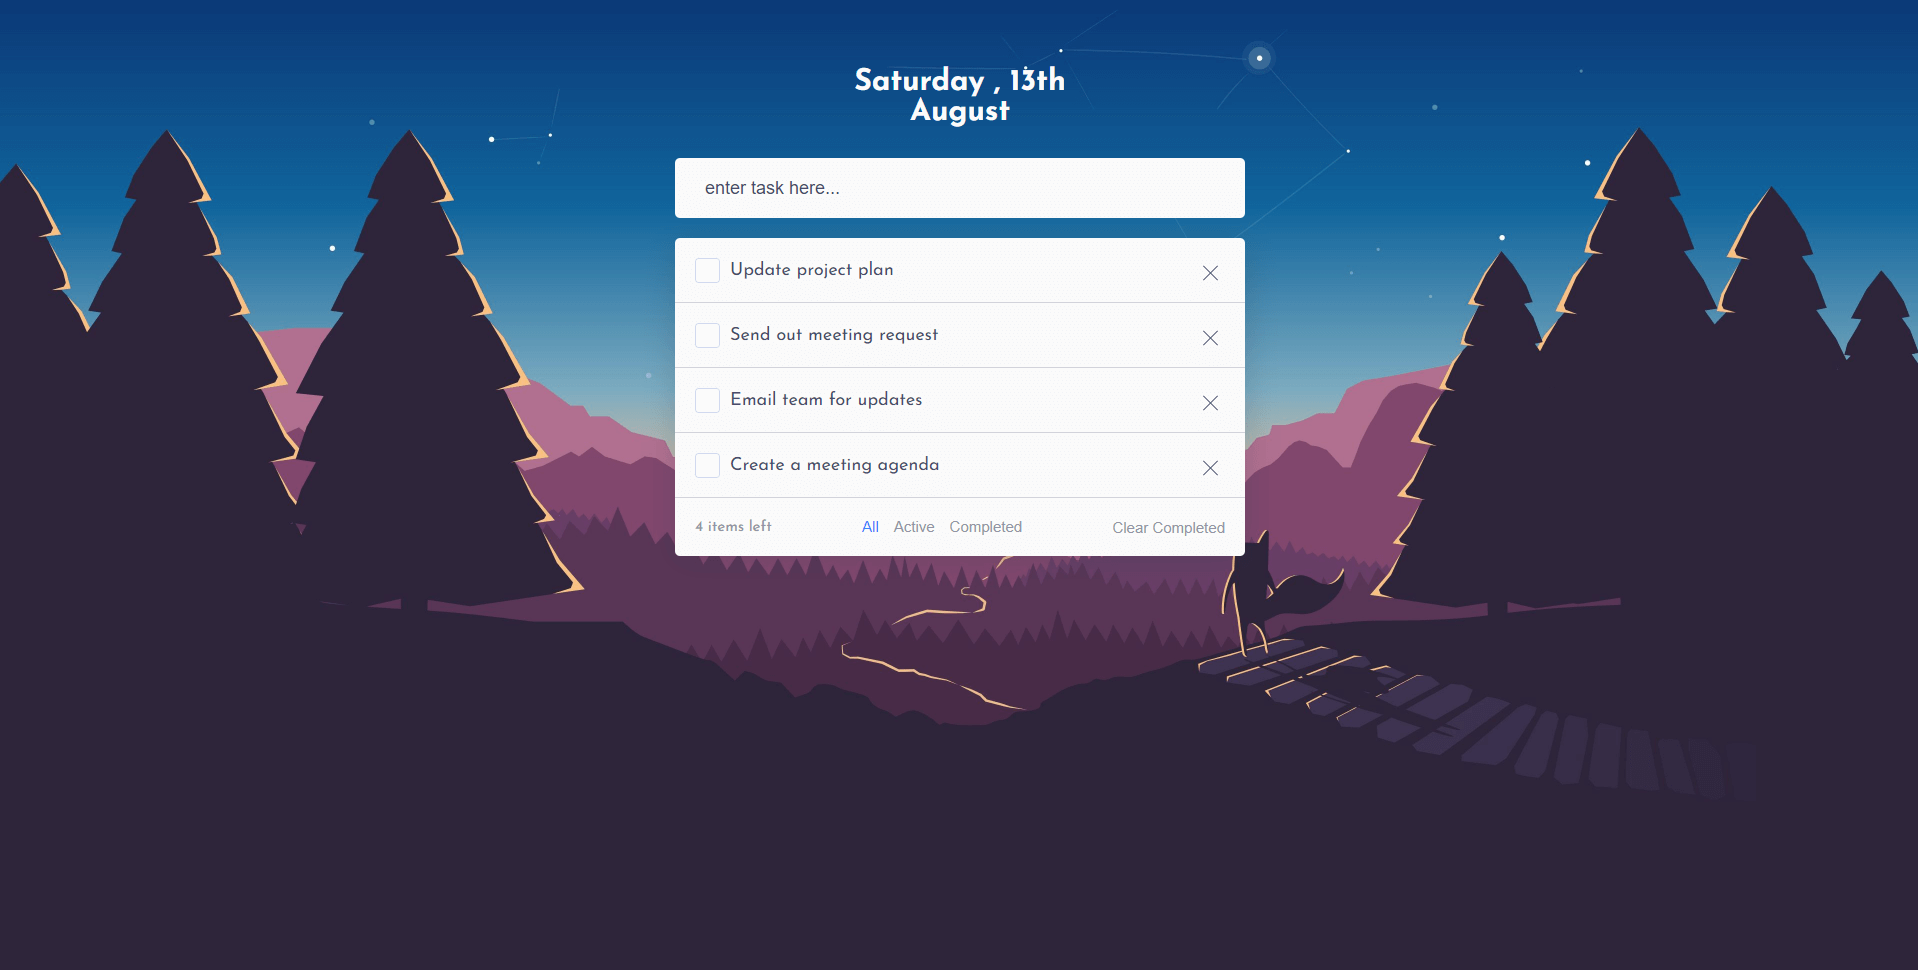 Saturday , 13th
August
enter task here...
Update project plan
Send out meeting request
Email team for updates
Create a meeting agenda
4 items left All Active Completed Clear Completed